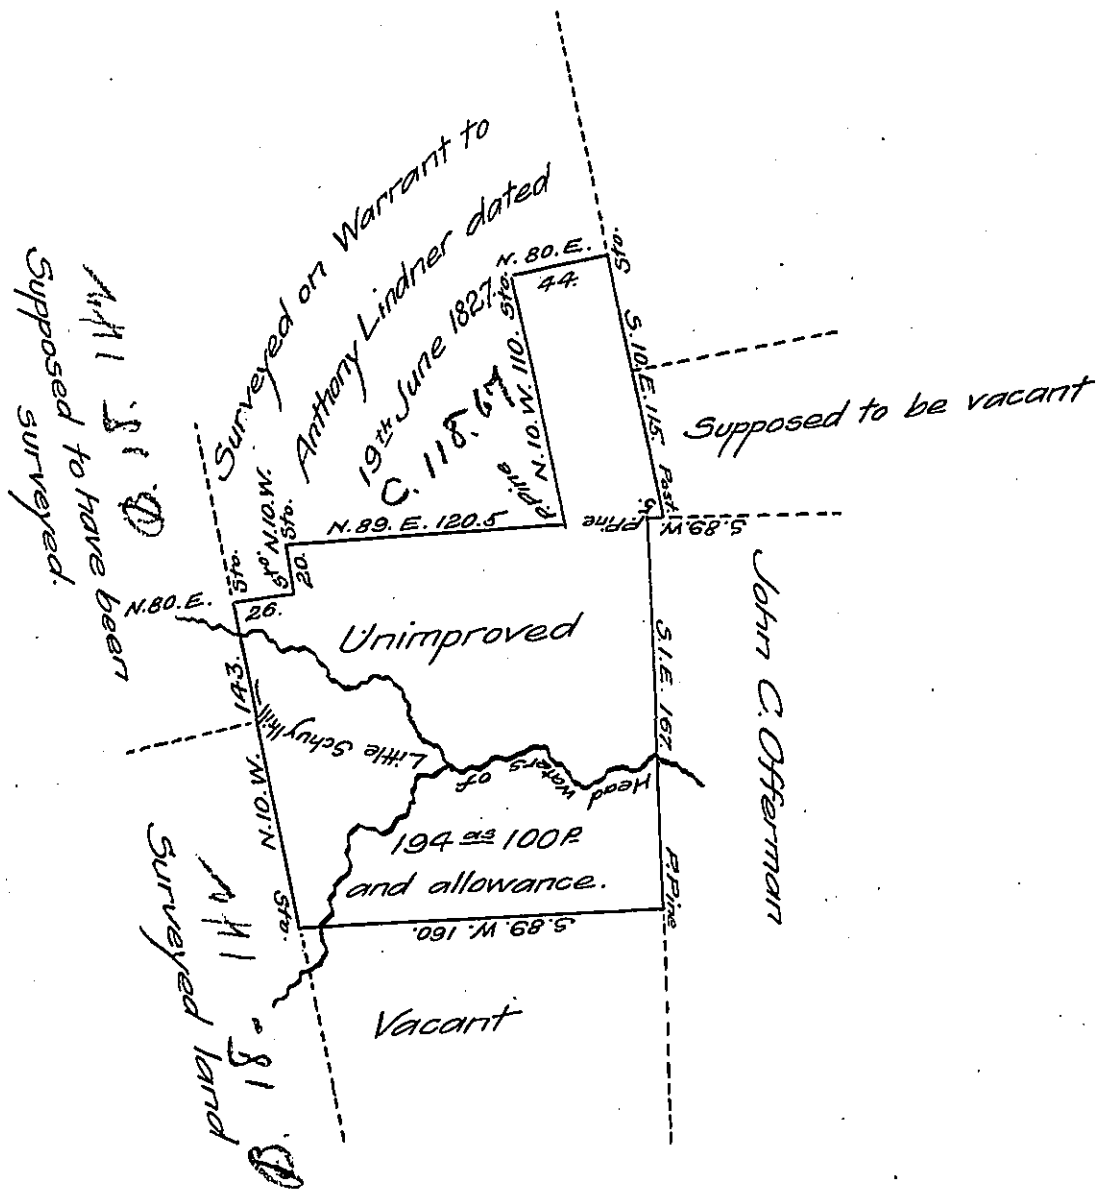 Surveyed on Warrant to
Anthony Lindner dated
19th June 1827.
C. 118.67
N. 80. E.
44.
Sto.
Sto.
S. 10. E. 115.
N. 10. W. 110.
Supposed to be vacant
Post
P. Pine
P. Pine
S. 89. W.
N. 89. E. 120.5
Sto.
N. 10. W.
20.
Sto.
Sto.
26.
N. 80. E.
Supposed to have been
surveyed.
Unimproved
143.
N. 10. W.
Little Schuylkill
Head
Waters
of
S. 1. E. 167.
John C. Offerman
194 as 100 P.
and allowance.
P. Pine
Sto.
S. 89. W. 160.
Surveyed land
Vacant